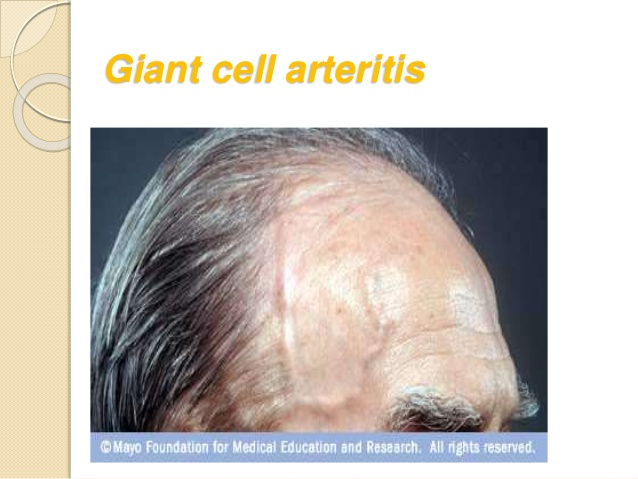 Giant cell arteritis
©Mayo Foundation for Medical Education and Research. All rights reserved.